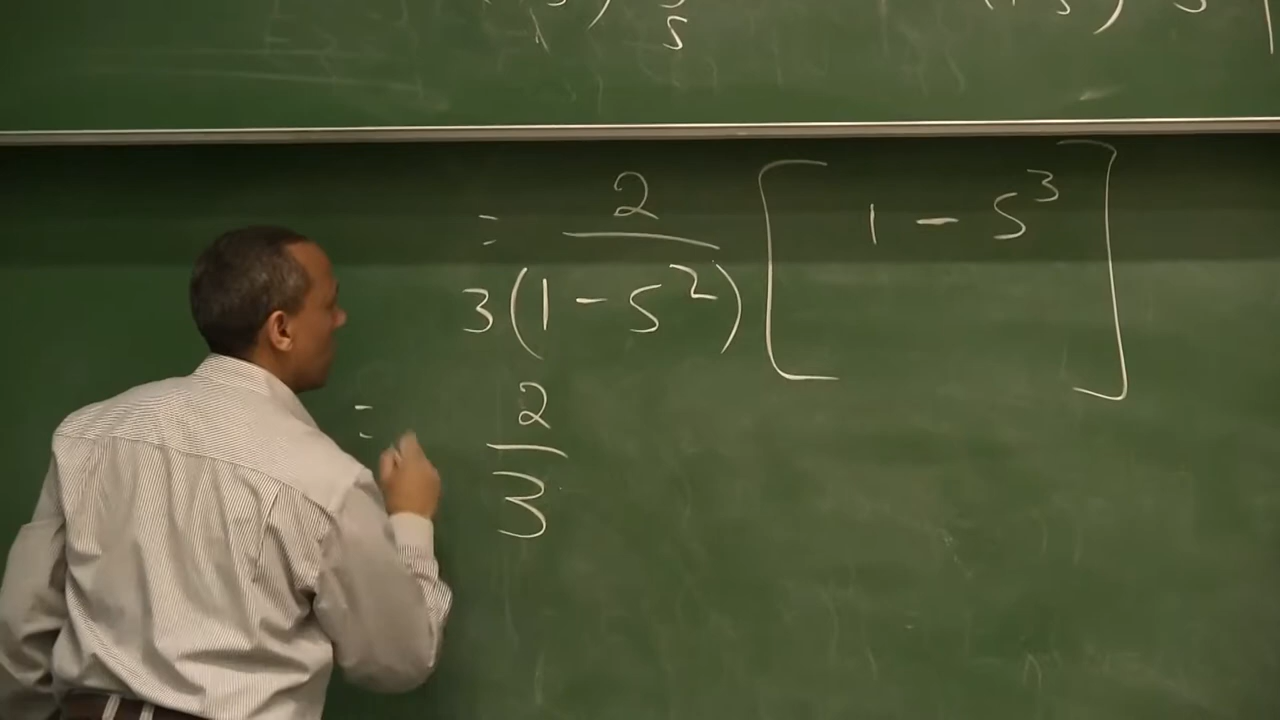 = 2 / 3(1 - s²) [1 - s³]
= 2 / 3